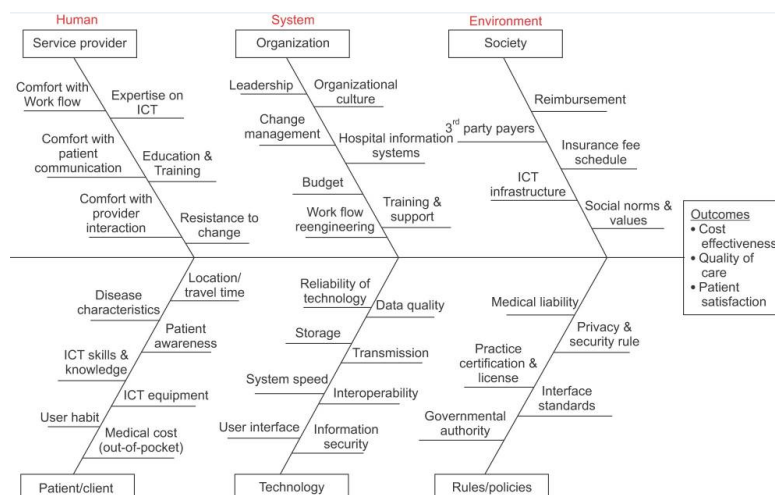 Human
System
Environment
Service provider
Organization
Society
Comfort with
Work flow
Expertise on
ICT
Comfort with
patient
communication
Education &
Training
Comfort with
provider
interaction
Resistance to
change
Leadership
Organizational
culture
Change
management
Hospital information
systems
Budget
Training &
support
Work flow
reengineering
Reimbursement
3rd party payers
Insurance fee
schedule
ICT
infrastructure
Social norms &
values
Outcomes
• Cost
effectiveness
• Quality of
care
• Patient
satisfaction
Location/
travel time
Disease
characteristics
Patient
awareness
ICT skills &
knowledge
ICT equipment
User habit
Medical cost
(out-of-pocket)
Reliability of
technology
Data quality
Storage
Transmission
System speed
Interoperability
User interface
Information
security
Medical liability
Privacy &
security rule
Practice
certification &
license
Interface
standards
Governmental
authority
Patient/client
Technology
Rules/policies